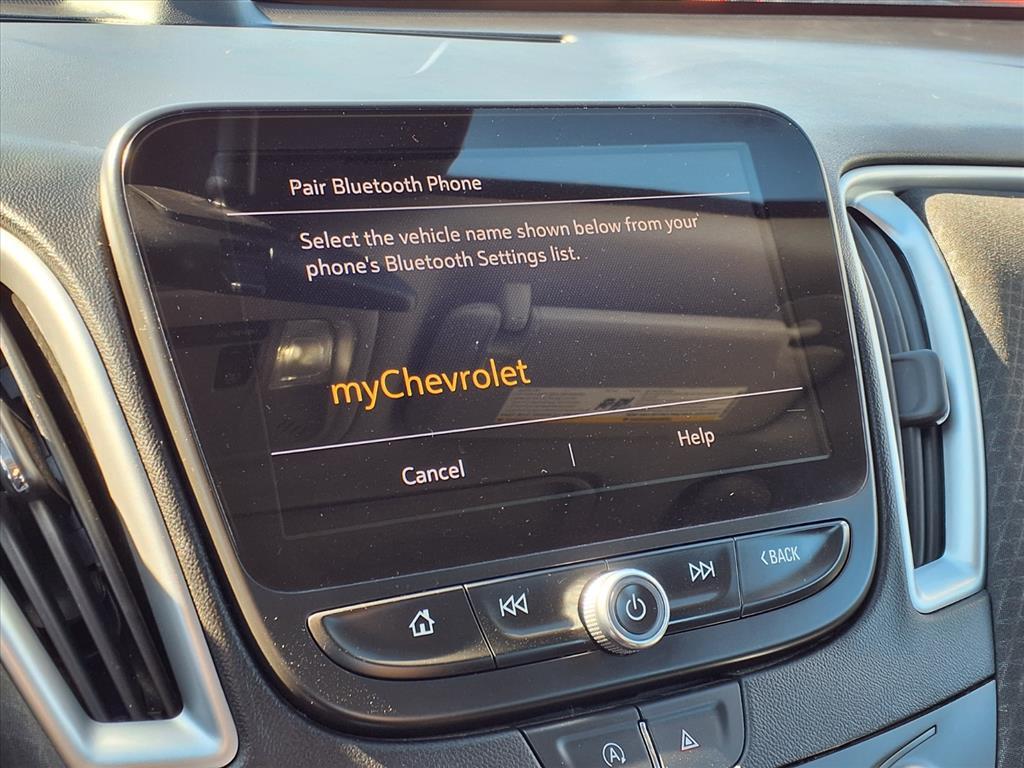 Pair Bluetooth Phone
Select the vehicle name shown below from your
phone's Bluetooth Settings list.
myChevrolet
Cancel
Help
BACK
A